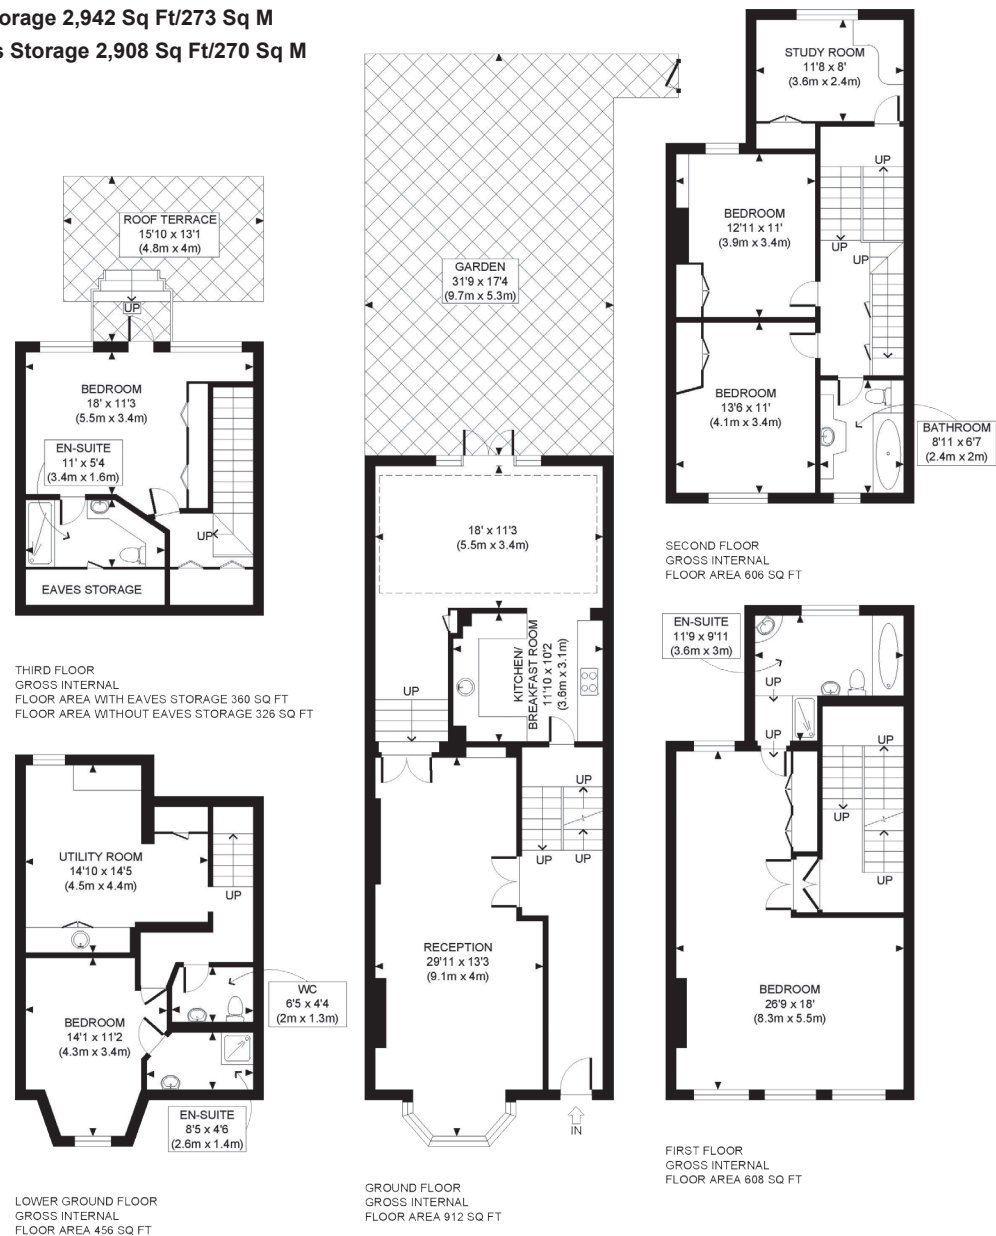 orage 2,942 Sq Ft/273 Sq M
s Storage 2,908 Sq Ft/270 Sq M
ROOF TERRACE
15'10 x 13'1
(4.8m x 4m)
UP
BEDROOM
18' x 11'3
(5.5m x 3.4m)
EN-SUITE
11' x 5'4
(3.4m x 1.6m)
UP
EAVES STORAGE
THIRD FLOOR
GROSS INTERNAL
FLOOR AREA WITH EAVES STORAGE 360 SQ FT
FLOOR AREA WITHOUT EAVES STORAGE 326 SQ FT
UTILITY ROOM
14'10 x 14'5
(4.5m x 4.4m)
UP
WC
6'5 x 4'4
(2m x 1.3m)
BEDROOM
14'1 x 11'2
(4.3m x 3.4m)
EN-SUITE
8'5 x 4'6
(2.6m x 1.4m)
LOWER GROUND FLOOR
GROSS INTERNAL
FLOOR AREA 456 SQ FT
GARDEN
31'9 x 17'4
(9.7m x 5.3m)
18' x 11'3
(5.5m x 3.4m)
KITCHEN/
BREAKFAST ROOM
11'10 x 10'2
(3.6m x 3.1m)
UP
UP
UP
UP
RECEPTION
29'11 x 13'3
(9.1m x 4m)
IN
GROUND FLOOR
GROSS INTERNAL
FLOOR AREA 912 SQ FT
STUDY ROOM
11'8 x 8'
(3.6m x 2.4m)
UP
BEDROOM
12'11 x 11'
(3.9m x 3.4m)
UP
UP
BEDROOM
13'6 x 11'
(4.1m x 3.4m)
BATHROOM
8'11 x 6'7
(2.4m x 2m)
SECOND FLOOR
GROSS INTERNAL
FLOOR AREA 606 SQ FT
EN-SUITE
11'9 x 9'11
(3.6m x 3m)
UP
UP
UP
UP
UP
BEDROOM
26'9 x 18'
(8.3m x 5.5m)
FIRST FLOOR
GROSS INTERNAL
FLOOR AREA 608 SQ FT